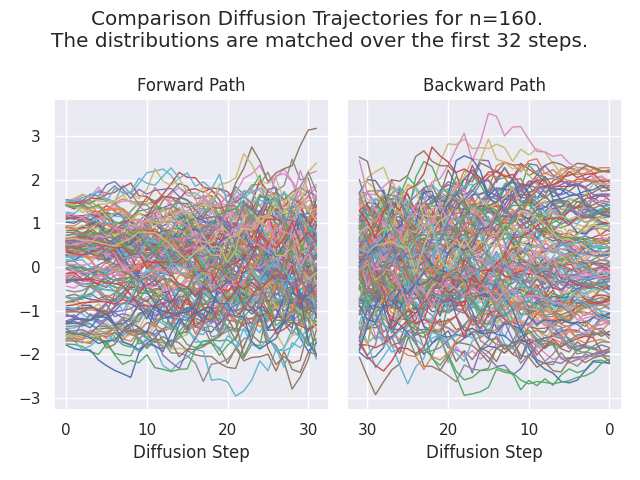 Comparison Diffusion Trajectories for n=160.
The distributions are matched over the first 32 steps.
Forward Path
Backward Path
3
2
1
0
−1
−2
−3
0 10 20 30
30 20 10 0
Diffusion Step
Diffusion Step